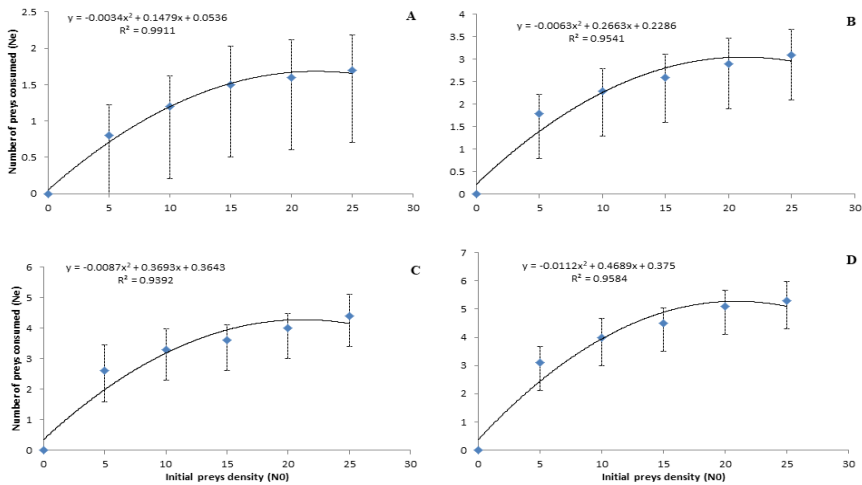 y = -0.0034x² + 0.1479x + 0.0536
R² = 0.9911
A
Number of preys consumed (Ne)
2.5
2
1.5
1
0.5
0
0 5 10 15 20 25 30
y = -0.0063x² + 0.2663x + 0.2286
R² = 0.9541
B
4
3.5
3
2.5
2
1.5
1
0.5
0
0 5 10 15 20 25 30
y = -0.0087x² + 0.3693x + 0.3643
R² = 0.9392
C
Number of preys consumed (Ne)
6
5
4
3
2
1
0
0 5 10 15 20 25 30
Initial preys density (N0)
y = -0.0112x² + 0.4689x + 0.375
R² = 0.9584
D
7
6
5
4
3
2
1
0
0 5 10 15 20 25 30
Initial preys density (N0)